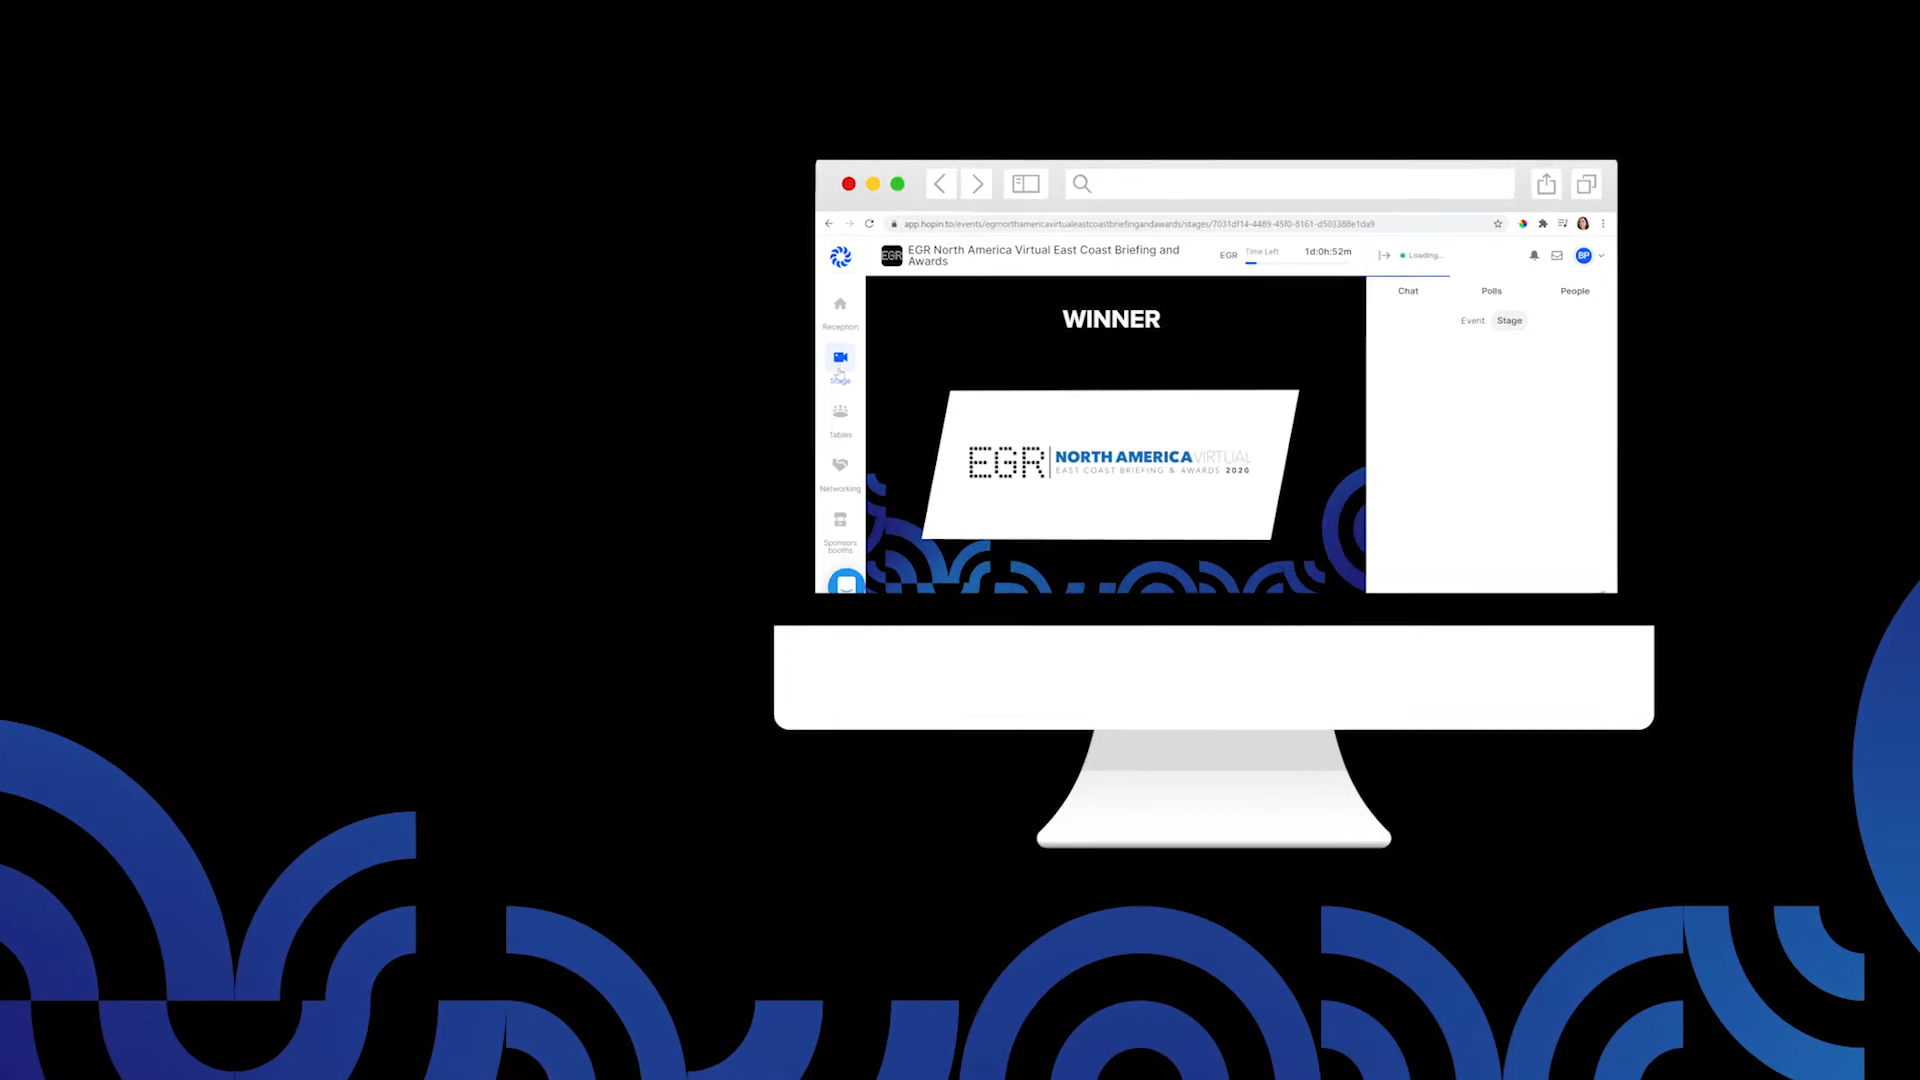 app.hopin.to/events/egrnorthamericavirtualeastcoastbriefingandawards/stages/7031df14-4489-45f0-8161-d503388e1da9
EGR
EGR North America Virtual East Coast Briefing and
Awards
EGR
Time Left
1d:0h:52m
Loading...
BP
Chat
Polls
People
Event
Stage
Reception
Stage
Tables
Networking
Sponsors
booths
WINNER
EGR
NORTH AMERICA VIRTUAL
EAST COAST BRIEFING & AWARDS 2020